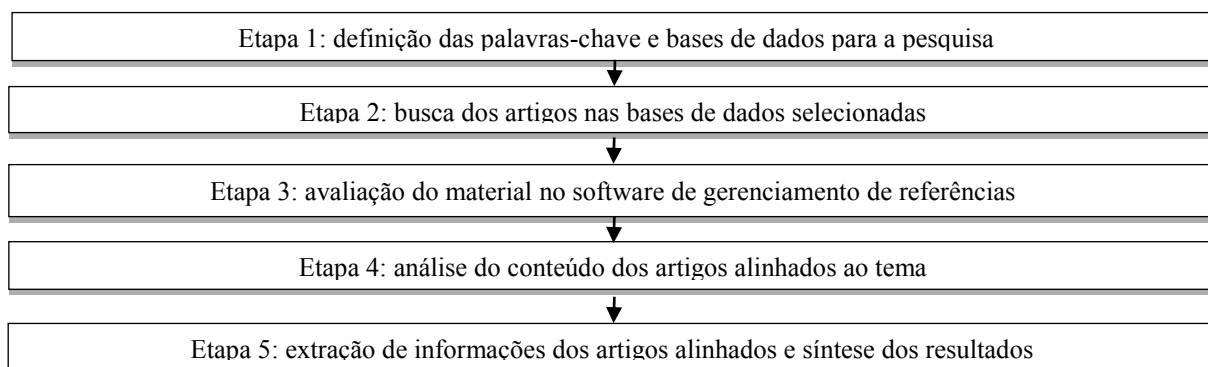 Etapa 1: definição das palavras-chave e bases de dados para a pesquisa
Etapa 2: busca dos artigos nas bases de dados selecionadas
Etapa 3: avaliação do material no software de gerenciamento de referências
Etapa 4: análise do conteúdo dos artigos alinhados ao tema
Etapa 5: extração de informações dos artigos alinhados e síntese dos resultados